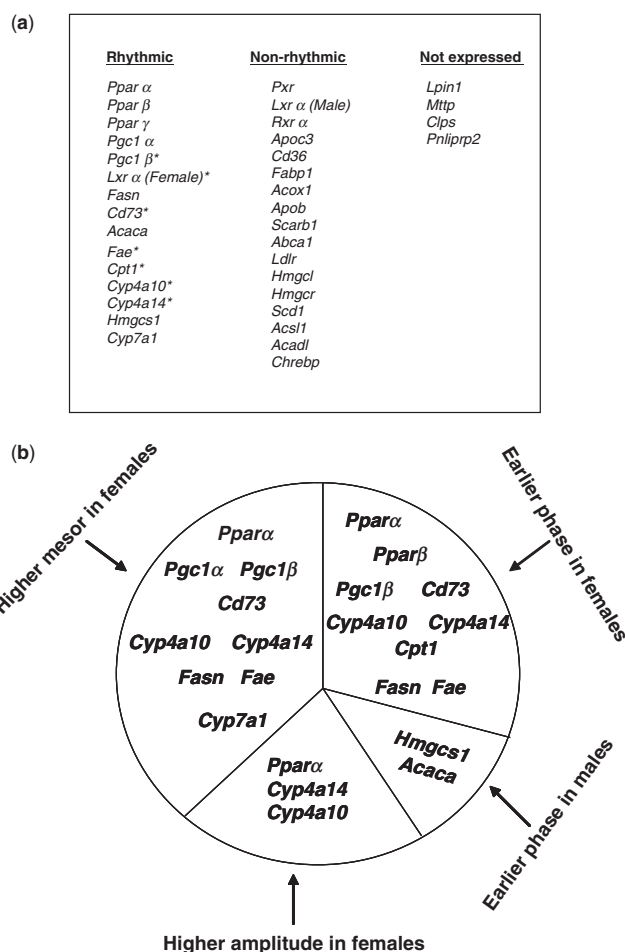 (a)
Rhythmic Non-rhythmic Not expressed
Ppar α Pxr Lpin1
Ppar β Lxr α (Male) Mttp
Ppar γ Rxr α Clps
Pgc1 α Apoc3 Pnliprp2
Pgc1 β* Cd36
Lxr α (Female)* Fabp1
Fasn Acox1
Cd73* Apob
Acaca Scarb1
Fae* Abca1
Cpt1* Ldlr
Cyp4a10* Hmgcl
Cyp4a14* Hmgcr
Hmgcs1 Scd1
Cyp7a1 Acsl1
Acadl
Chrebp
(b)
Higher mesor in females
Pparα
Pgc1α Pgc1β
Cd73
Cyp4a10 Cyp4a14
Fasn Fae
Cyp7a1
Earlier phase in females
Pparα
Pparβ
Pgc1β Cd73
Cyp4a10 Cyp4a14
Cpt1
Fasn Fae
Hmgcs1
Acaca
Earlier phase in males
Pparα
Cyp4a14
Cyp4a10
Higher amplitude in females